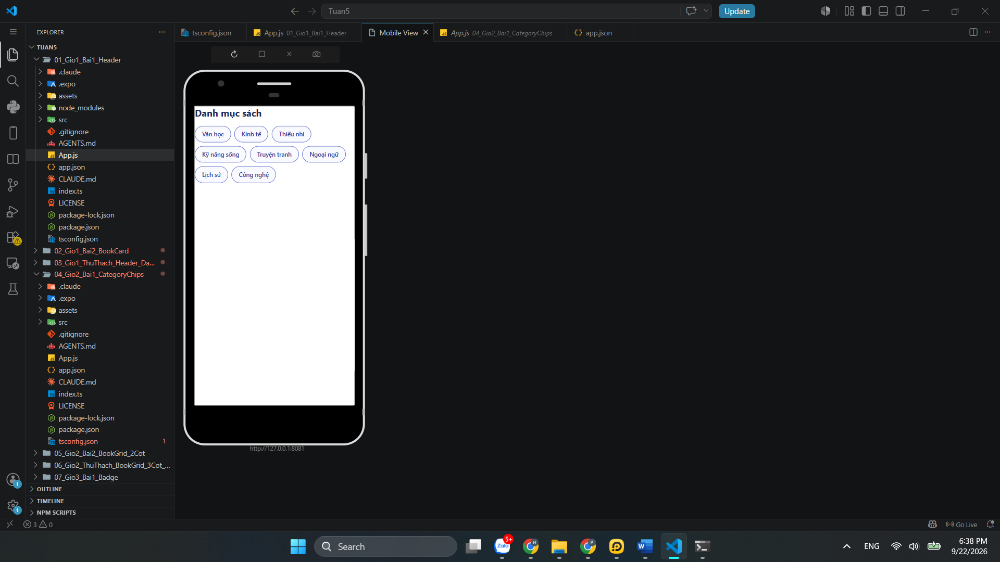 Tuan5
Update
EXPLORER
TUAN5
01_Gio1_Bai1_Header
.claude
.expo
assets
node_modules
src
.gitignore
AGENTS.md
App.js
app.json
CLAUDE.md
index.ts
LICENSE
package-lock.json
package.json
tsconfig.json
02_Gio1_Bai2_BookCard
03_Gio1_ThuThach_Header_Da...
04_Gio2_Bai1_CategoryChips
.claude
.expo
assets
src
.gitignore
AGENTS.md
App.js
app.json
CLAUDE.md
index.ts
LICENSE
package-lock.json
package.json
tsconfig.json 1
05_Gio2_Bai2_BookGrid_2Cot
06_Gio2_ThuThach_BookGrid_3Cot_...
07_Gio3_Bai1_Badge
OUTLINE
TIMELINE
NPM SCRIPTS
1
1
tsconfig.json
App.js 01_Gio1_Bai1_Header
Mobile View
App.js 04_Gio2_Bai1_CategoryChips
app.json
Danh mục sách
Văn học Kinh tế Thiếu nhi
Kỹ năng sống Truyện tranh Ngoại ngữ
Lịch sử Công nghệ
http://127.0.0.1:8081
3 0
Go Live
Search
Zalo
5+
H
P
W
ENG
6:38 PM
9/22/2026